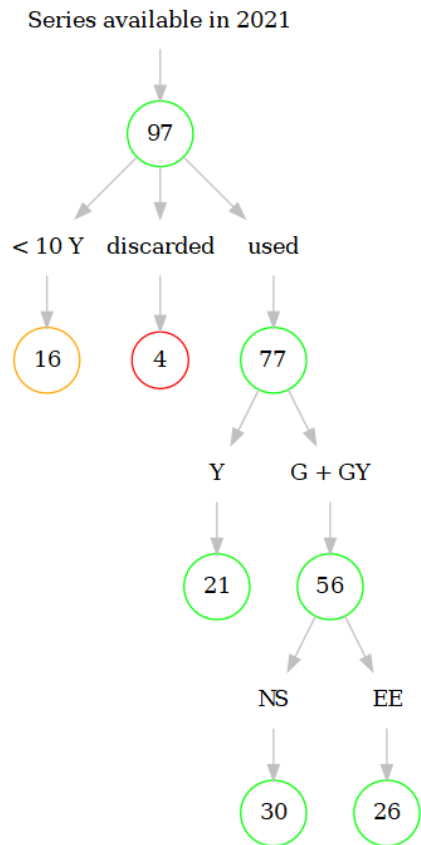 Series available in 2021
97
< 10 Y discarded used
16 4 77
Y G + GY
21 56
NS EE
30 26